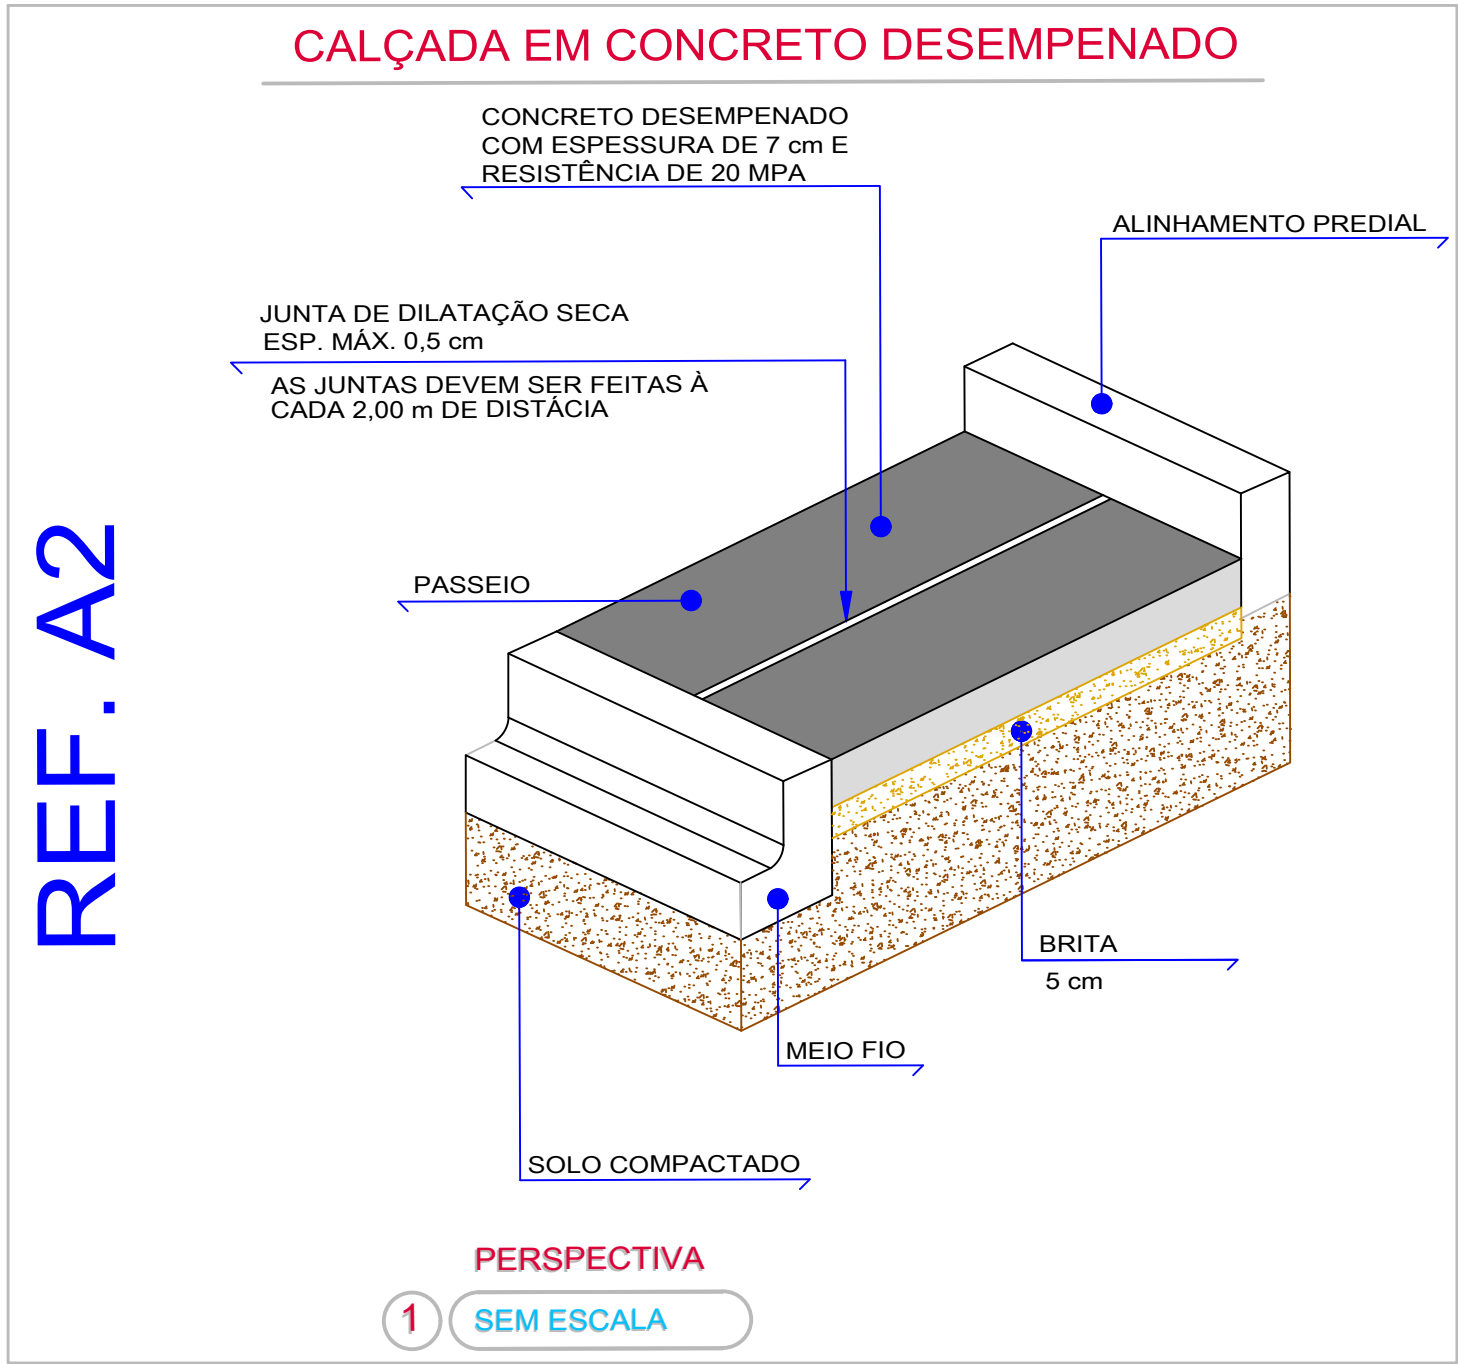 CALÇADA EM CONCRETO DESEMPENADO
CONCRETO DESEMPENADO
COM ESPESSURA DE 7 cm E
RESISTÊNCIA DE 20 MPA
ALINHAMENTO PREDIAL
JUNTA DE DILATAÇÃO SECA
ESP. MÁX. 0,5 cm
AS JUNTAS DEVEM SER FEITAS À
CADA 2,00 m DE DISTÁCIA
REF. A2
PASSEIO
BRITA
5 cm
MEIO FIO
SOLO COMPACTADO
PERSPECTIVA
1
SEM ESCALA